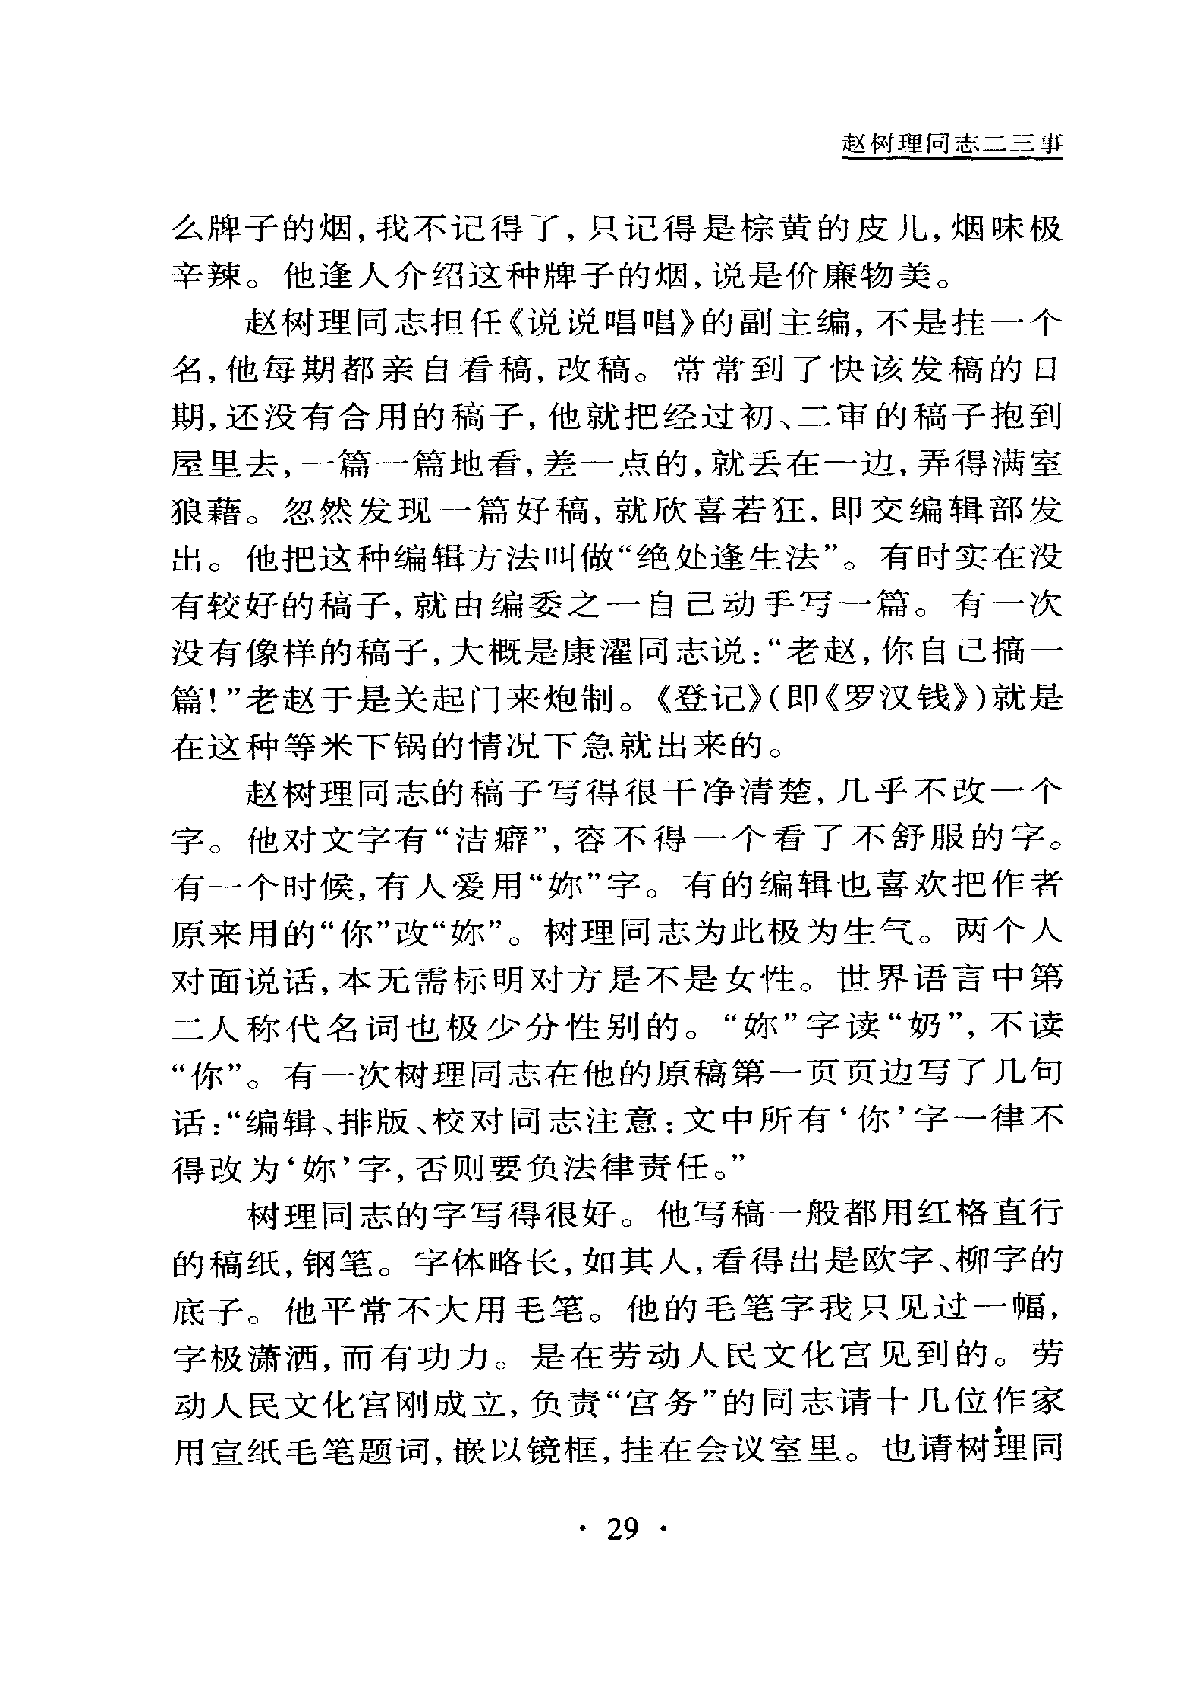 赵树理同志二三事
么牌子的烟,我不记得了,只记得是棕黄的皮儿,烟味极
辛辣。他逢人介绍这种牌子的烟,说是价廉物美。
赵树理同志担任《说说唱唱》的副主编,不是挂一个
名,他每期都亲自看稿,改稿。常常到了快该发稿的日
期,还没有合用的稿子,他就把经过初、二审的稿子抱到
屋里去,一篇一篇地看,差一点的,就丢在一边,弄得满室
狼藉。忽然发现一篇好稿,就欣喜若狂,即交编辑部发
出。他把这种编辑方法叫做“绝处逢生法”。有时实在没
有较好的稿子,就由编委之一自己动手写一篇。有一次
没有像样的稿子,大概是康濯同志说:“老赵,你自己搞一
篇!”老赵于是关起门来炮制。《登记》(即《罗汉钱》)就是
在这种等米下锅的情况下急就出来的。
赵树理同志的稿子写得很干净清楚,几乎不改一个
字。他对文字有“洁癖”,容不得一个看了不舒服的字。
有一个时候,有人爱用“妳”字。有的编辑也喜欢把作者
原来用的“你”改“妳”。树理同志为此极为生气。两个人
对面说话,本无需标明对方是不是女性。世界语言中第
二人称代名词也极少分性别的。“妳”字读“奶”,不读
“你”。有一次树理同志在他的原稿第一页页边写了几句
话:“编辑、排版、校对同志注意:文中所有‘你’字一律不
得改为‘妳’字,否则要负法律责任。”
树理同志的字写得很好。他写稿一般都用红格直行
的稿纸,钢笔。字体略长,如其人,看得出是欧字、柳字的
底子。他平常不大用毛笔。他的毛笔字我只见过一幅,
字极潇洒,而有功力。是在劳动人民文化宫见到的。劳
动人民文化宫刚成立,负责“宫务”的同志请十几位作家
用宣纸毛笔题词,嵌以镜框,挂在会议室里。也请树理同
· 29 ·